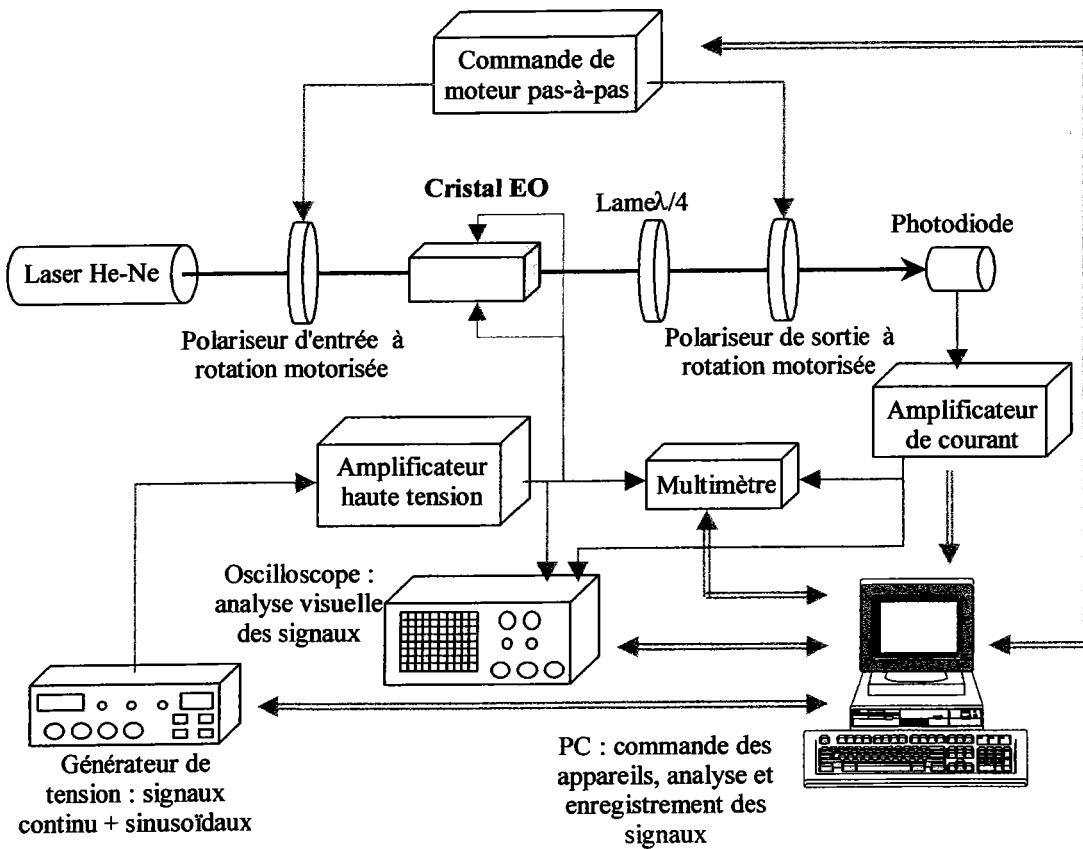 Commande de
moteur pas-à-pas
Cristal EO
Lameλ/4
Photodiode
Laser He-Ne
Polariseur d'entrée à
rotation motorisée
Polariseur de sortie à
rotation motorisée
Amplificateur
de courant
Amplificateur
haute tension
Multimètre
Oscilloscope :
analyse visuelle
des signaux
Générateur de
tension : signaux
continu + sinusoïdaux
PC : commande des
appareils, analyse et
enregistrement des
signaux